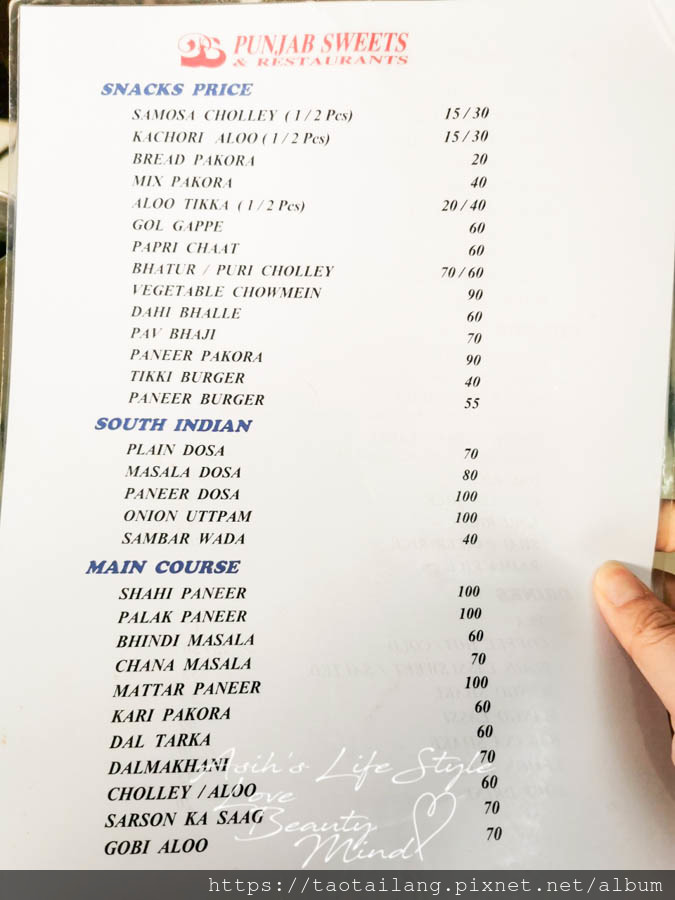 PUNJAB SWEETS
& RESTAURANTS
SNACKS PRICE
SAMOSA CHOLLEY ( 1 / 2 Pcs) 15 / 30
KACHORI ALOO ( 1 / 2 Pcs) 15 / 30
BREAD PAKORA 20
MIX PAKORA 40
ALOO TIKKA ( 1 / 2 Pcs) 20 / 40
GOL GAPPE 60
PAPRI CHAAT 60
BHATUR / PURI CHOLLEY 70 / 60
VEGETABLE CHOWMEIN 90
DAHI BHALLE 60
PAV BHAJI 70
PANEER PAKORA 90
TIKKI BURGER 40
PANEER BURGER 55
SOUTH INDIAN
PLAIN DOSA 70
MASALA DOSA 80
PANEER DOSA 100
ONION UTTPAM 100
SAMBAR WADA 40
MAIN COURSE
SHAHI PANEER 100
PALAK PANEER 100
BHINDI MASALA 60
CHANA MASALA 70
MATTAR PANEER 100
KARI PAKORA 60
DAL TARKA 60
DALMAKHANI 70
CHOLLEY / ALOO 60
SARSON KA SAAG 70
GOBI ALOO 70
Asih's Life Style
Love
Beauty
Mind
https://taotailang.pixnet.net/album